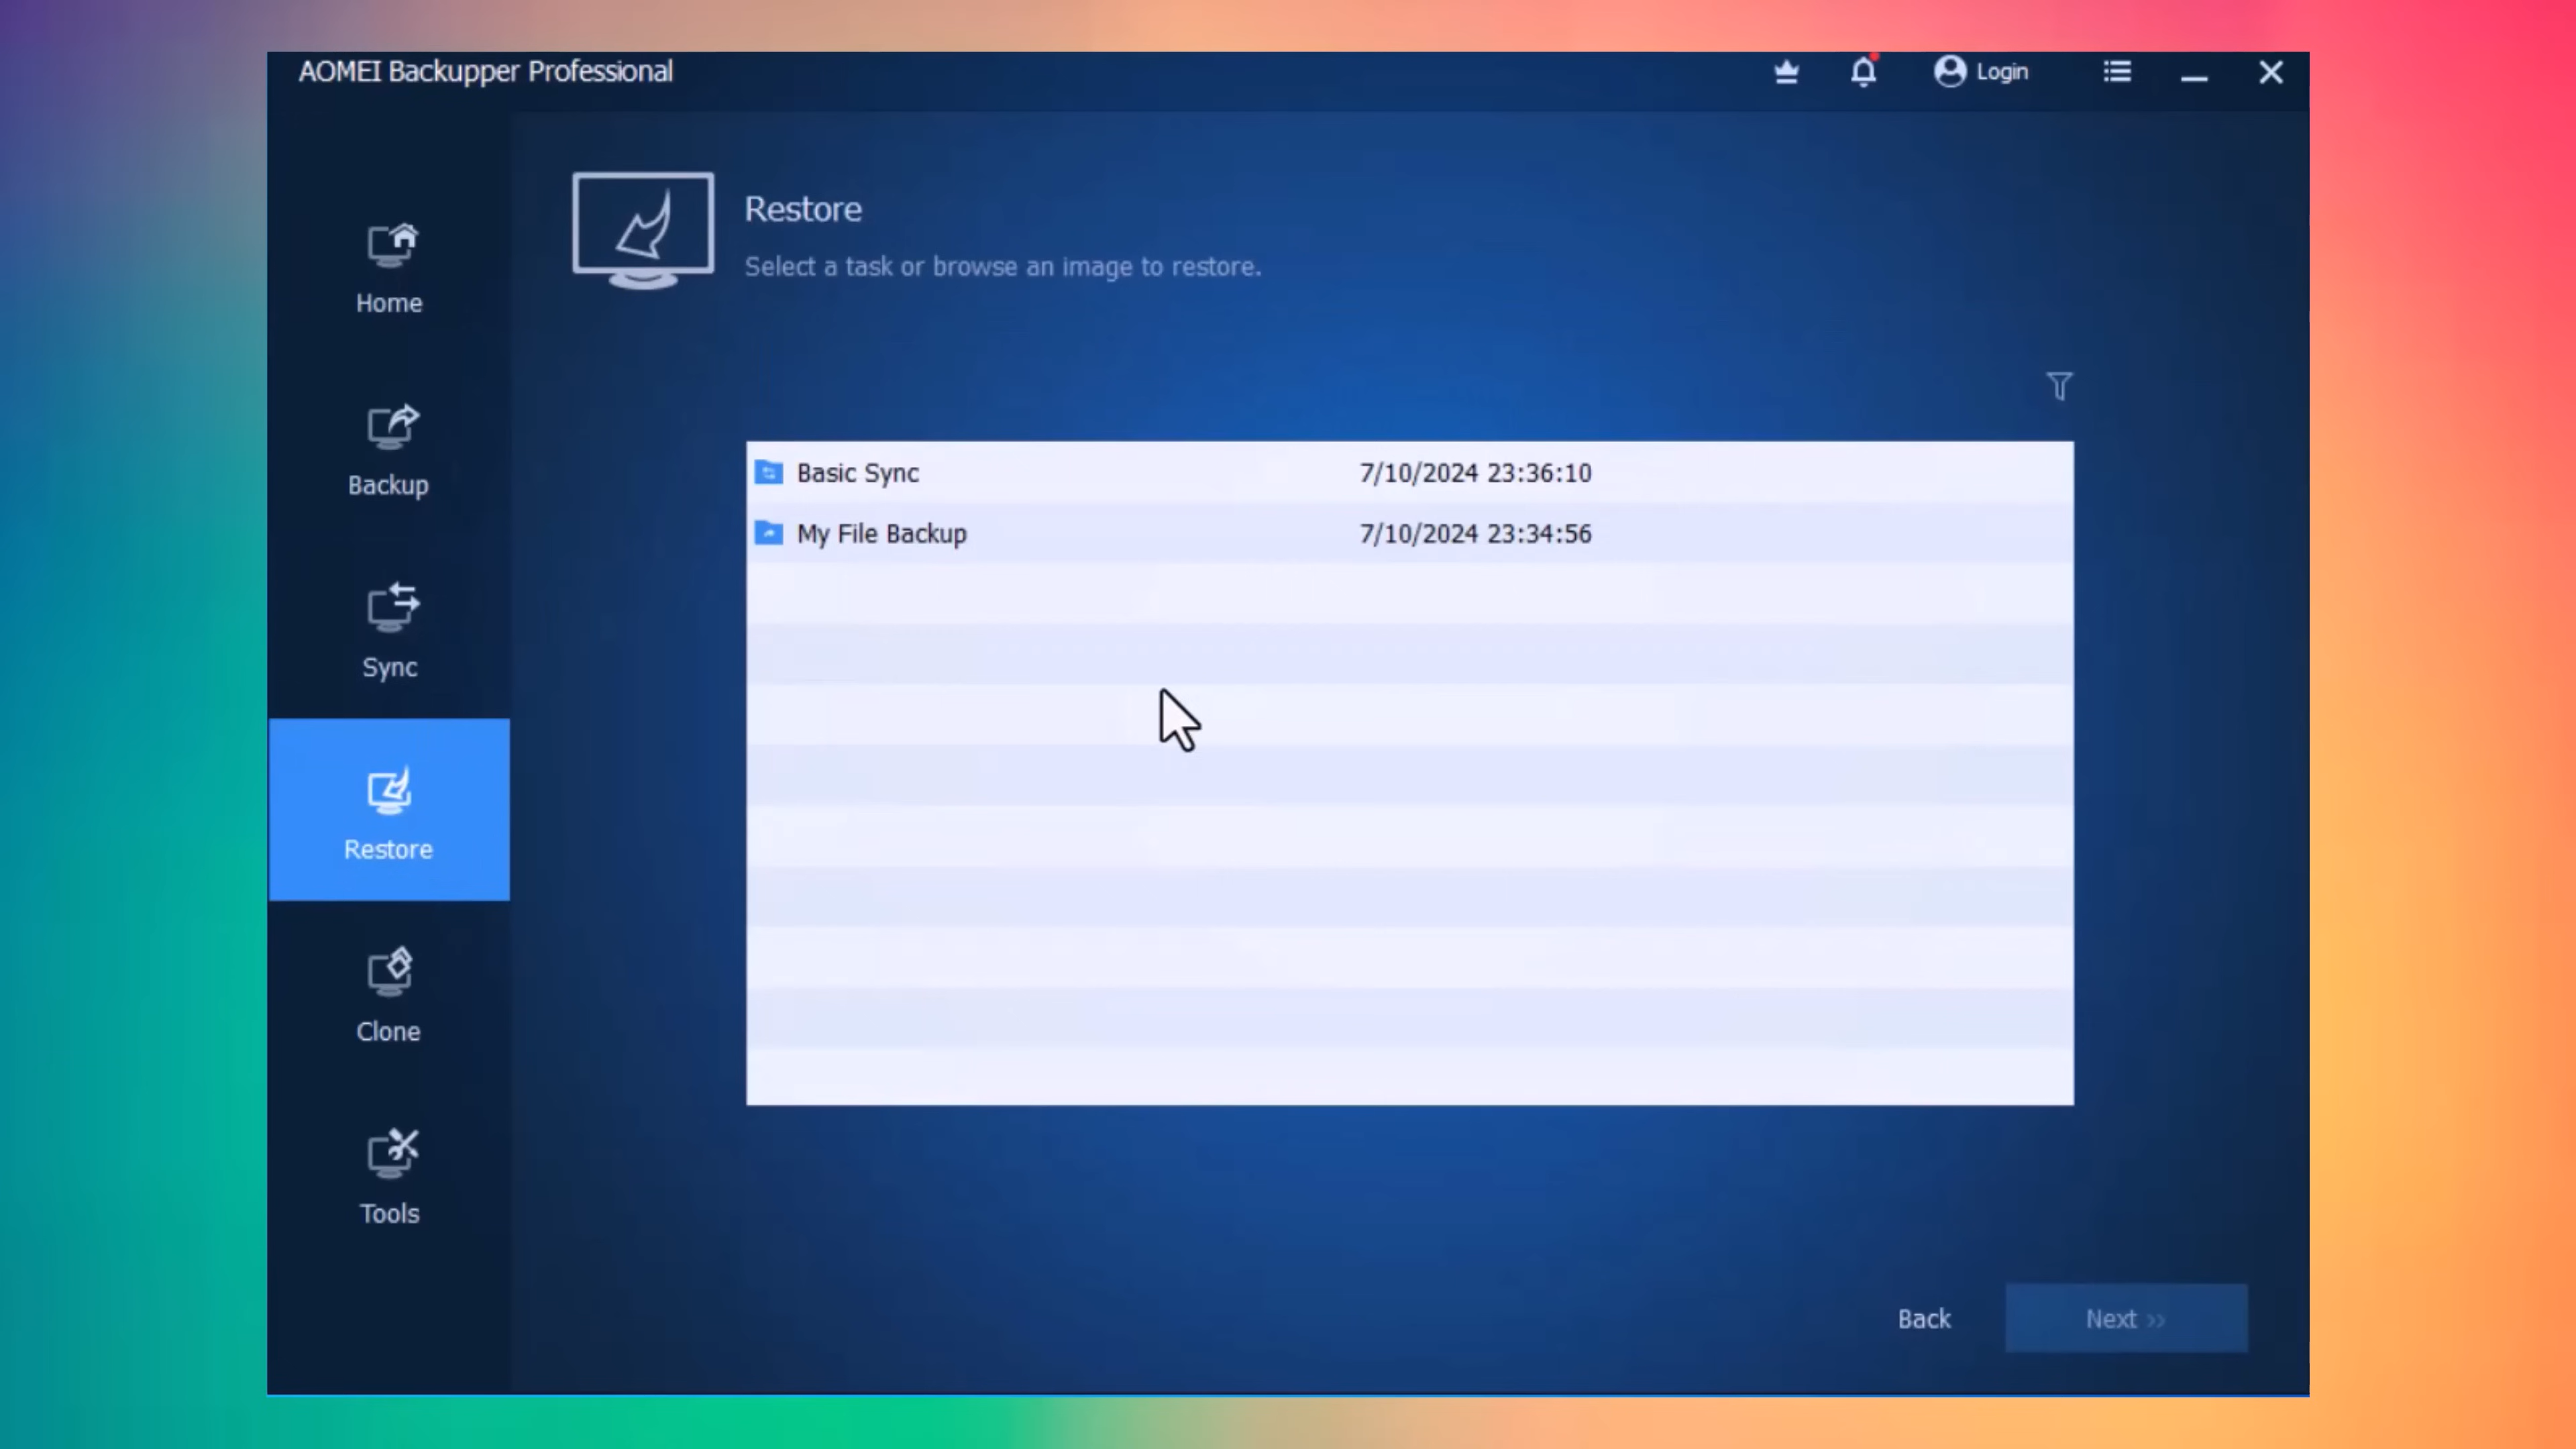 AOMEI Backupper Professional
Login
Home
Backup
Sync
Restore
Clone
Tools
Restore
Select a task or browse an image to restore.
Basic Sync 7/10/2024 23:36:10
My File Backup 7/10/2024 23:34:56
Back
Next >>